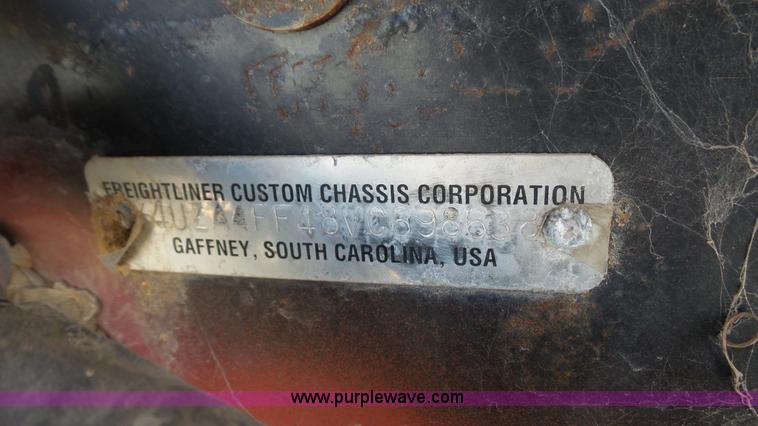 FREIGHTLINER CUSTOM CHASSIS CORPORATION
GAFFNEY, SOUTH CAROLINA, USA
www.purplewave.com